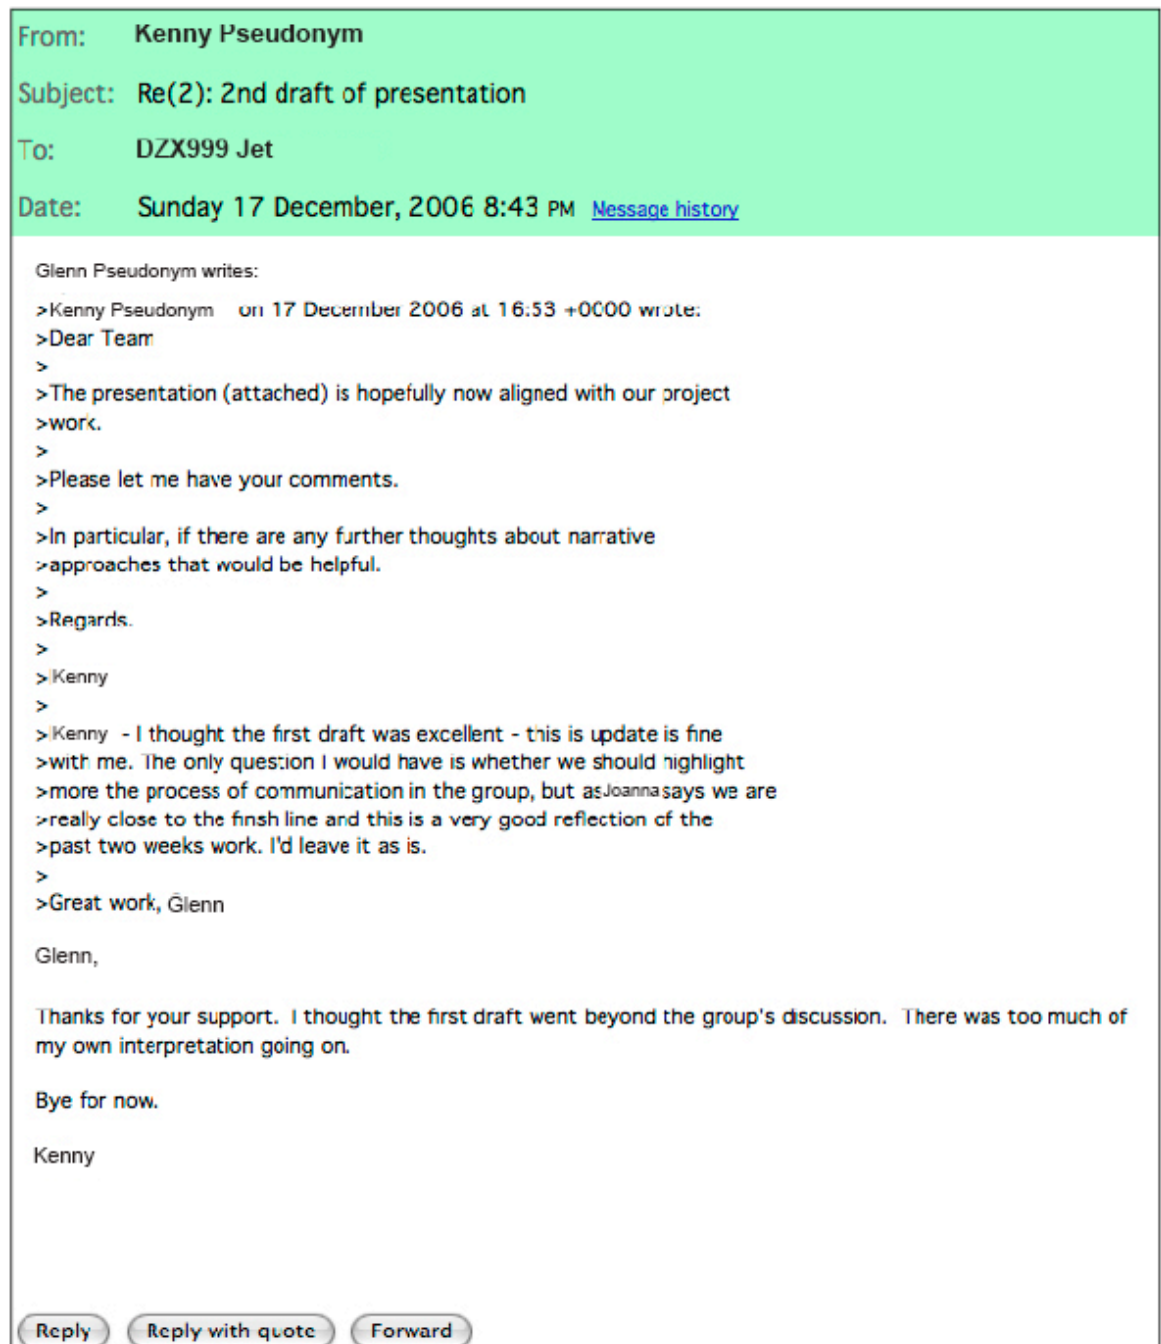 From: Kenny Pseudonym
Subject: Re(2): 2nd draft of presentation
To: DZX999 Jet
Date: Sunday 17 December, 2006 8:43 PM Message history
Glenn Pseudonym writes:
>Kenny Pseudonym on 17 December 2006 at 16:53 +0000 wrote:
>Dear Team
>
>The presentation (attached) is hopefully now aligned with our project
>work.
>
>Please let me have your comments.
>
>In particular, if there are any further thoughts about narrative
>approaches that would be helpful.
>
>Regards.
>
>Kenny
>
>Kenny - I thought the first draft was excellent - this is update is fine
>with me. The only question I would have is whether we should highlight
>more the process of communication in the group, but as Joanna says we are
>really close to the finsh line and this is a very good reflection of the
>past two weeks work. I'd leave it as is.
>
>Great work, Glenn
Glenn,
Thanks for your support. I thought the first draft went beyond the group's discussion. There was too much of
my own interpretation going on.
Bye for now.
Kenny
Reply Reply with quote Forward